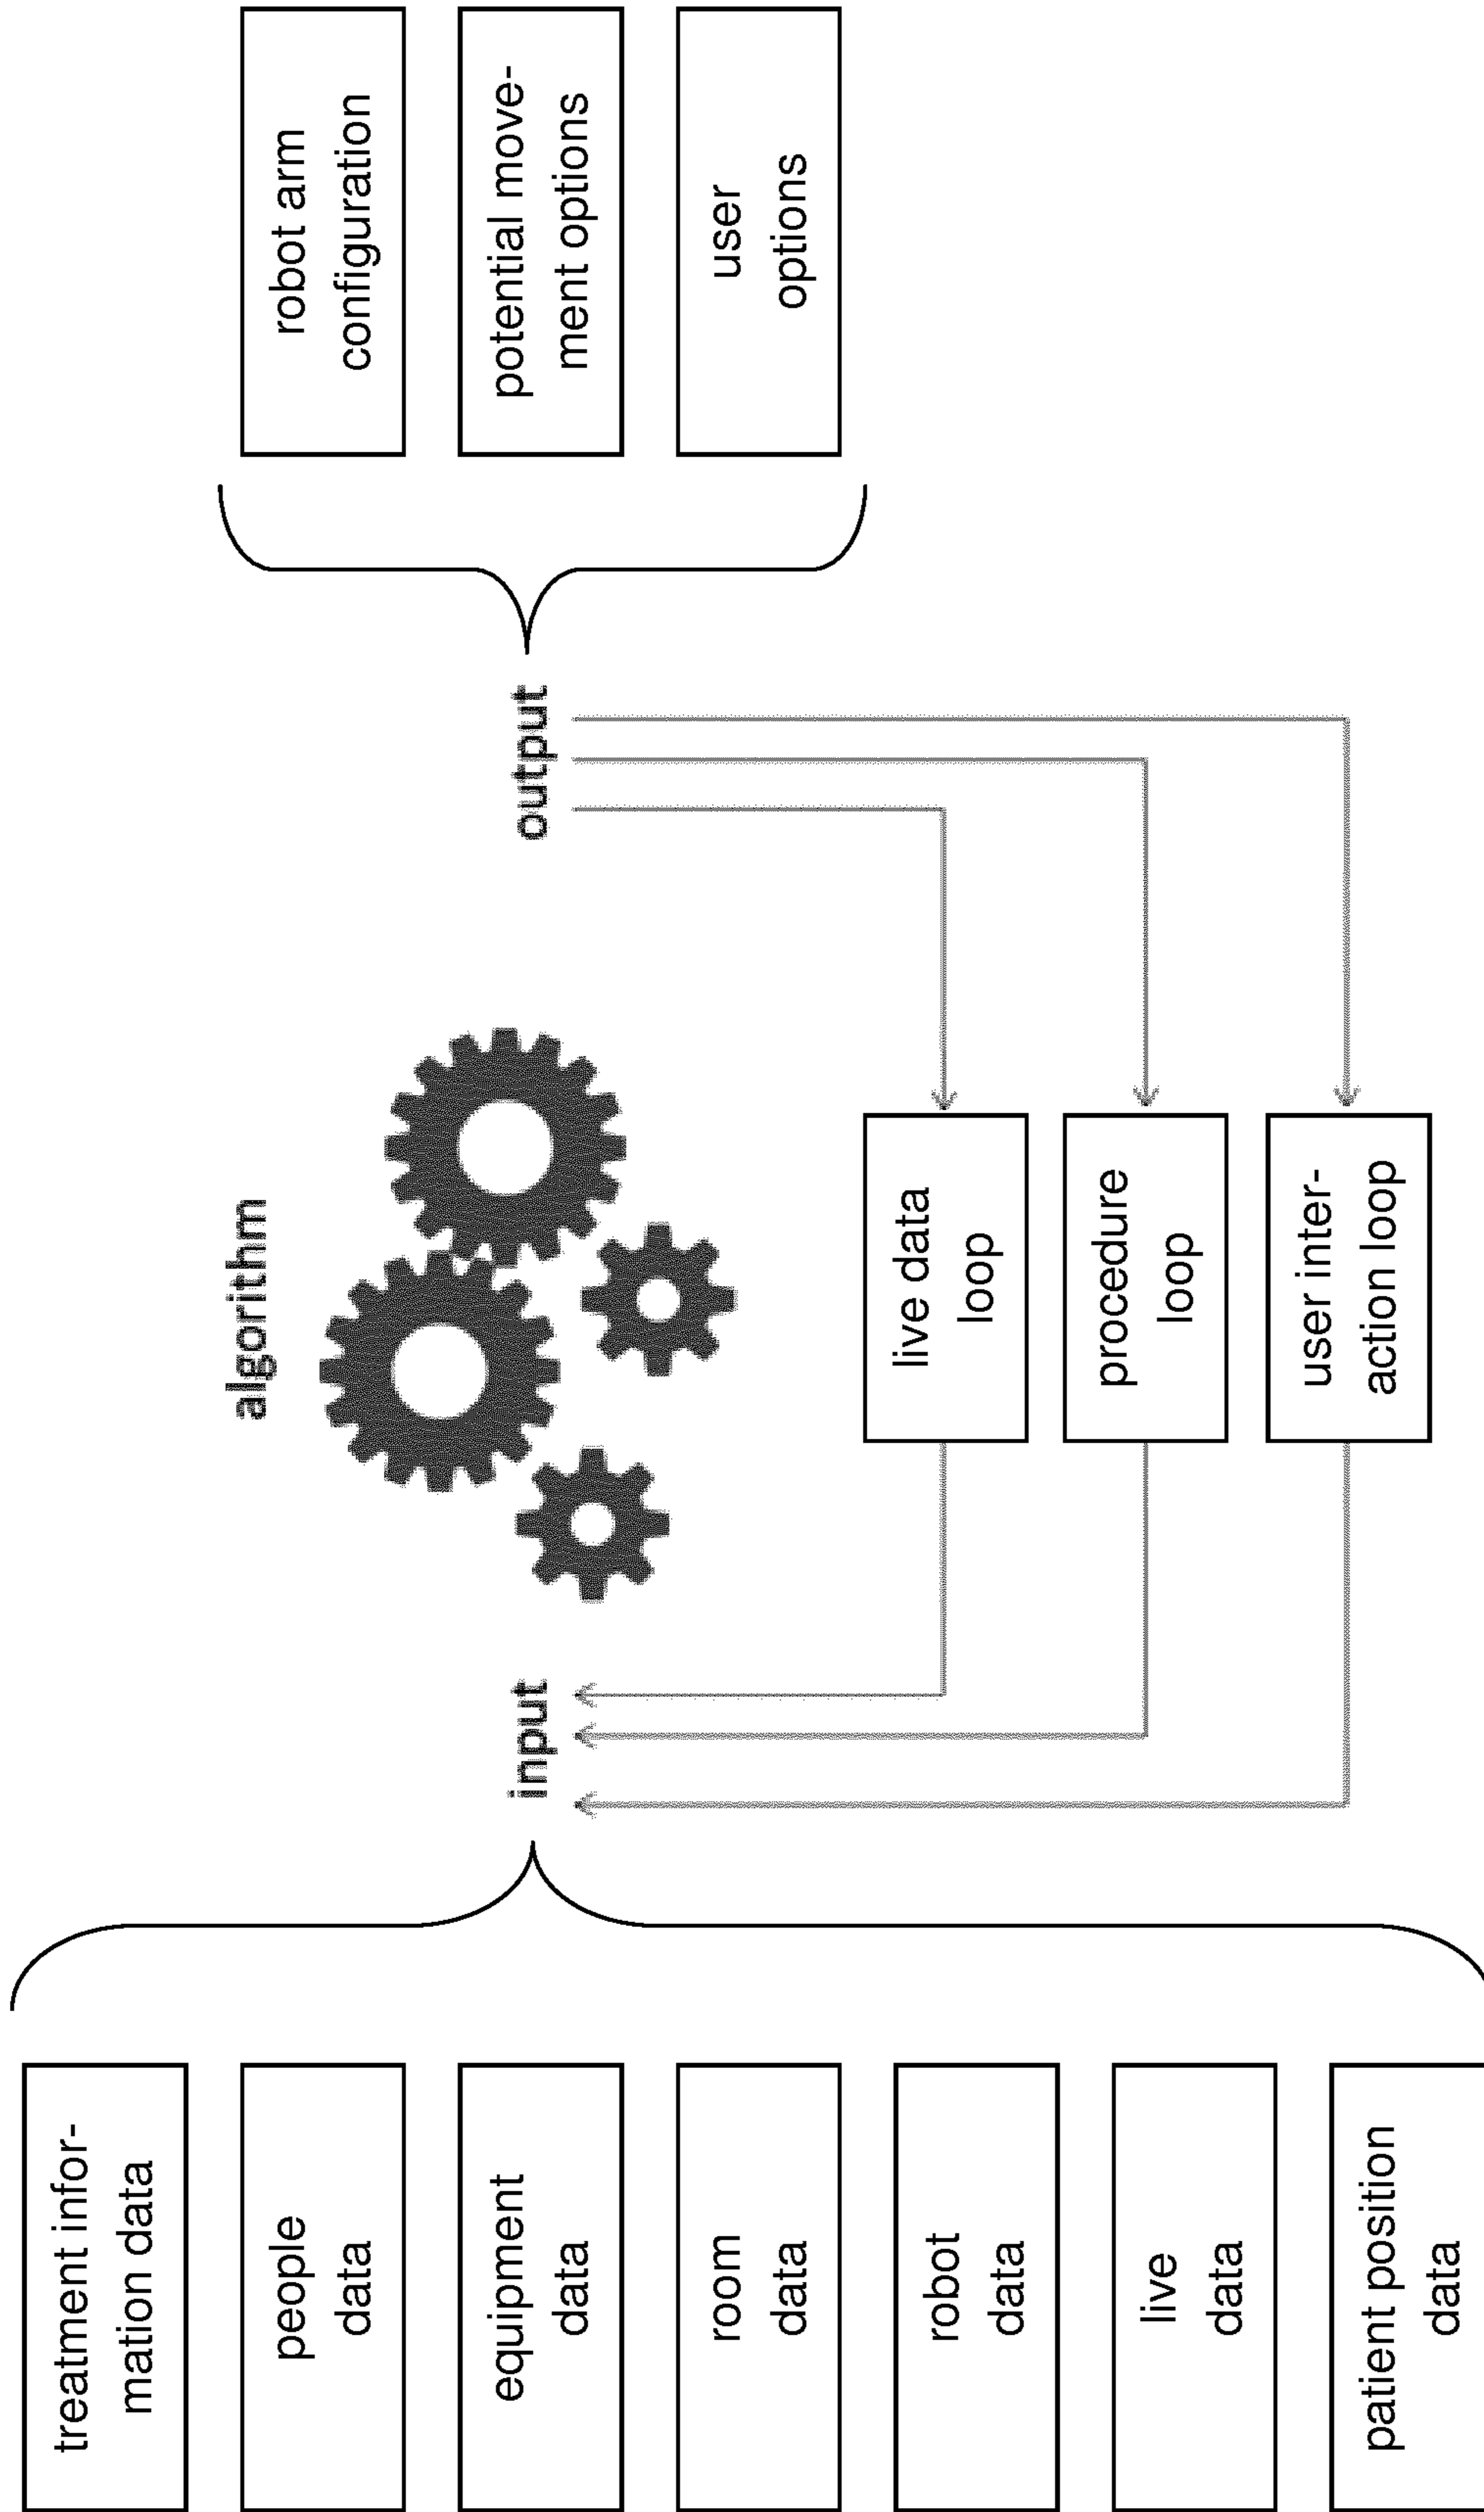 treatment infor-
mation data
people
data
equipment
data
room
data
robot
data
live
data
patient position
data
input
algorithm
live data
loop
procedure
loop
user inter-
action loop
output
robot arm
configuration
potential move-
ment options
user
options